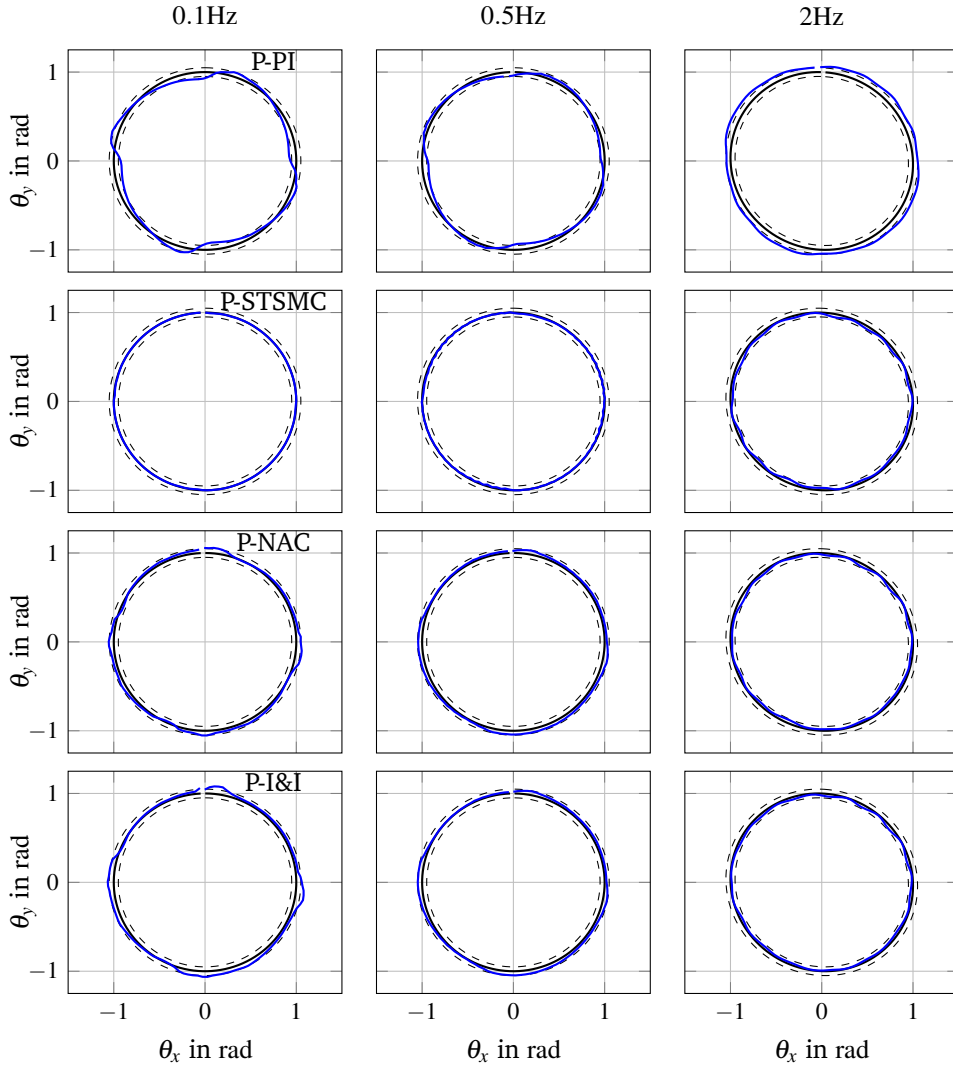 0.1Hz 0.5Hz 2Hz
P-PI
θy in rad
1
0
−1
P-STSMC
θy in rad
1
0
−1
P-NAC
θy in rad
1
0
−1
P-I&I
θy in rad
1
0
−1
−1 0 1 −1 0 1 −1 0 1
θx in rad θx in rad θx in rad